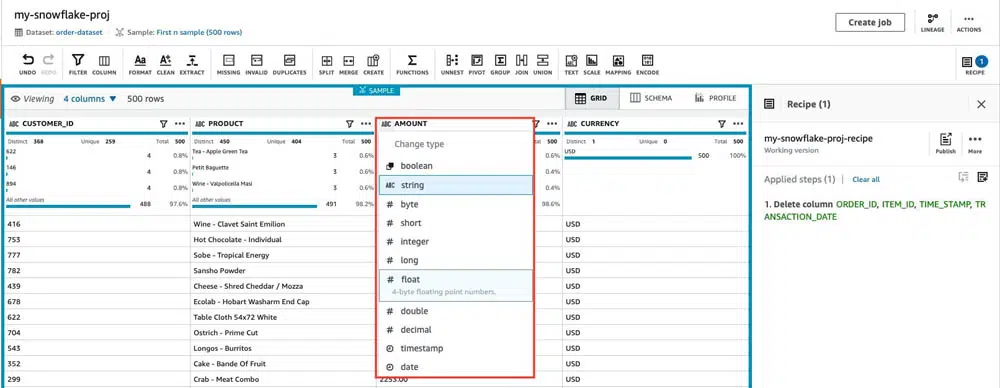 my-snowflake-proj
Dataset: order-dataset Sample: First n sample (500 rows)
Create job
LINEAGE
ACTIONS
UNDO REDO FILTER COLUMN FORMAT CLEAN EXTRACT MISSING INVALID DUPLICATES SPLIT MERGE CREATE FUNCTIONS UNNEST PIVOT GROUP JOIN UNION TEXT SCALE MAPPING ENCODE
1
RECIPE
Viewing 4 columns 500 rows
SAMPLE
GRID SCHEMA PROFILE
ABC CUSTOMER_ID
Distinct 368 Unique 259 Total 500
622 4 0.8%
146 4 0.8%
894 4 0.8%
All other values 488 97.6%
416
753
777
782
439
678
622
704
543
352
299
ABC PRODUCT
Distinct 450 Unique 404 Total 500
Tea - Apple Green Tea 3 0.6%
Petit Baguette 3 0.6%
Wine - Valpolicella Masi 3 0.6%
All other values 491 98.2%
Wine - Clavet Saint Emilion
Hot Chocolate - Individual
Sobe - Tropical Energy
Sansho Powder
Cheese - Shred Cheddar / Mozza
Ecolab - Hobart Washarm End Cap
Table Cloth 54x72 White
Ostrich - Prime Cut
Longos - Burritos
Cake - Bande Of Fruit
Crab - Meat Combo
ABC AMOUNT
Change type
boolean
ABC string
# byte
# short
# integer
# long
# float
4-byte floating point numbers.
# double
# decimal
timestamp
date
2253.00
500
0.6%
0.4%
0.4%
98.6%
ABC CURRENCY
Distinct 1 Unique 0 Total 500
USD 500 100%
USD
USD
USD
USD
USD
USD
USD
USD
USD
USD
USD
Recipe (1)
my-snowflake-proj-recipe
Working version
Publish
More
Applied steps (1) Clear all
1. Delete column ORDER_ID, ITEM_ID, TIME_STAMP, TR
ANSACTION_DATE